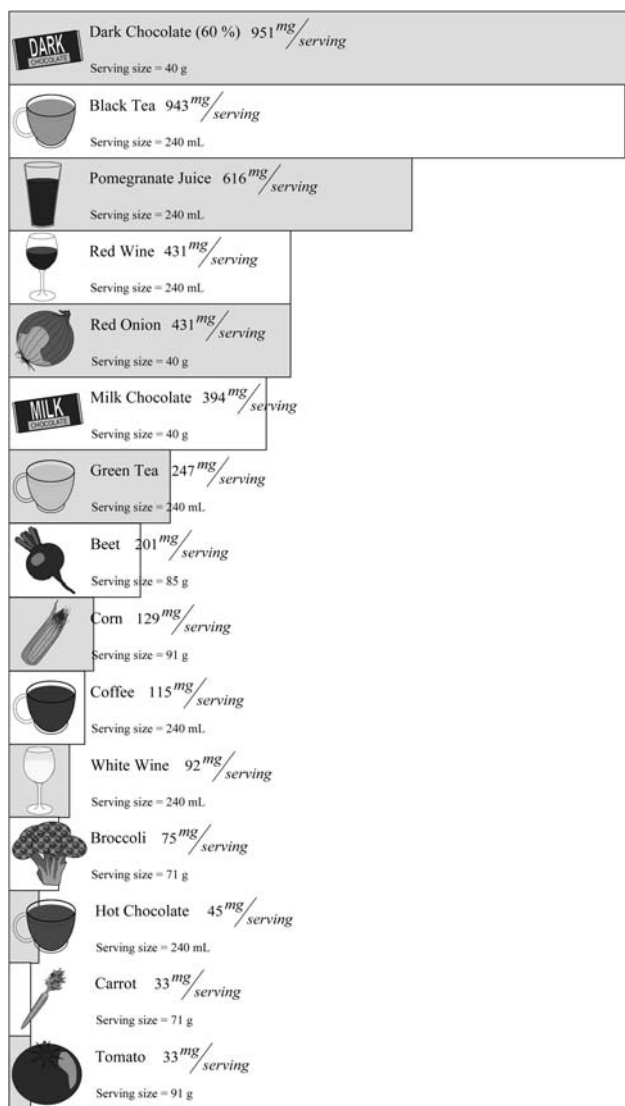 DARK
CHOCOLATE
Dark Chocolate (60 %) 951 mg/serving
Serving size = 40 g
Black Tea 943 mg/serving
Serving size = 240 mL
Pomegranate Juice 616 mg/serving
Serving size = 240 mL
Red Wine 431 mg/serving
Serving size = 240 mL
Red Onion 431 mg/serving
Serving size = 40 g
MILK
CHOCOLATE
Milk Chocolate 394 mg/serving
Serving size = 40 g
Green Tea 247 mg/serving
Serving size = 240 mL
Beet 201 mg/serving
Serving size = 85 g
Corn 129 mg/serving
Serving size = 91 g
Coffee 115 mg/serving
Serving size = 240 mL
White Wine 92 mg/serving
Serving size = 240 mL
Broccoli 75 mg/serving
Serving size = 71 g
Hot Chocolate 45 mg/serving
Serving size = 240 mL
Carrot 33 mg/serving
Serving size = 71 g
Tomato 33 mg/serving
Serving size = 91 g